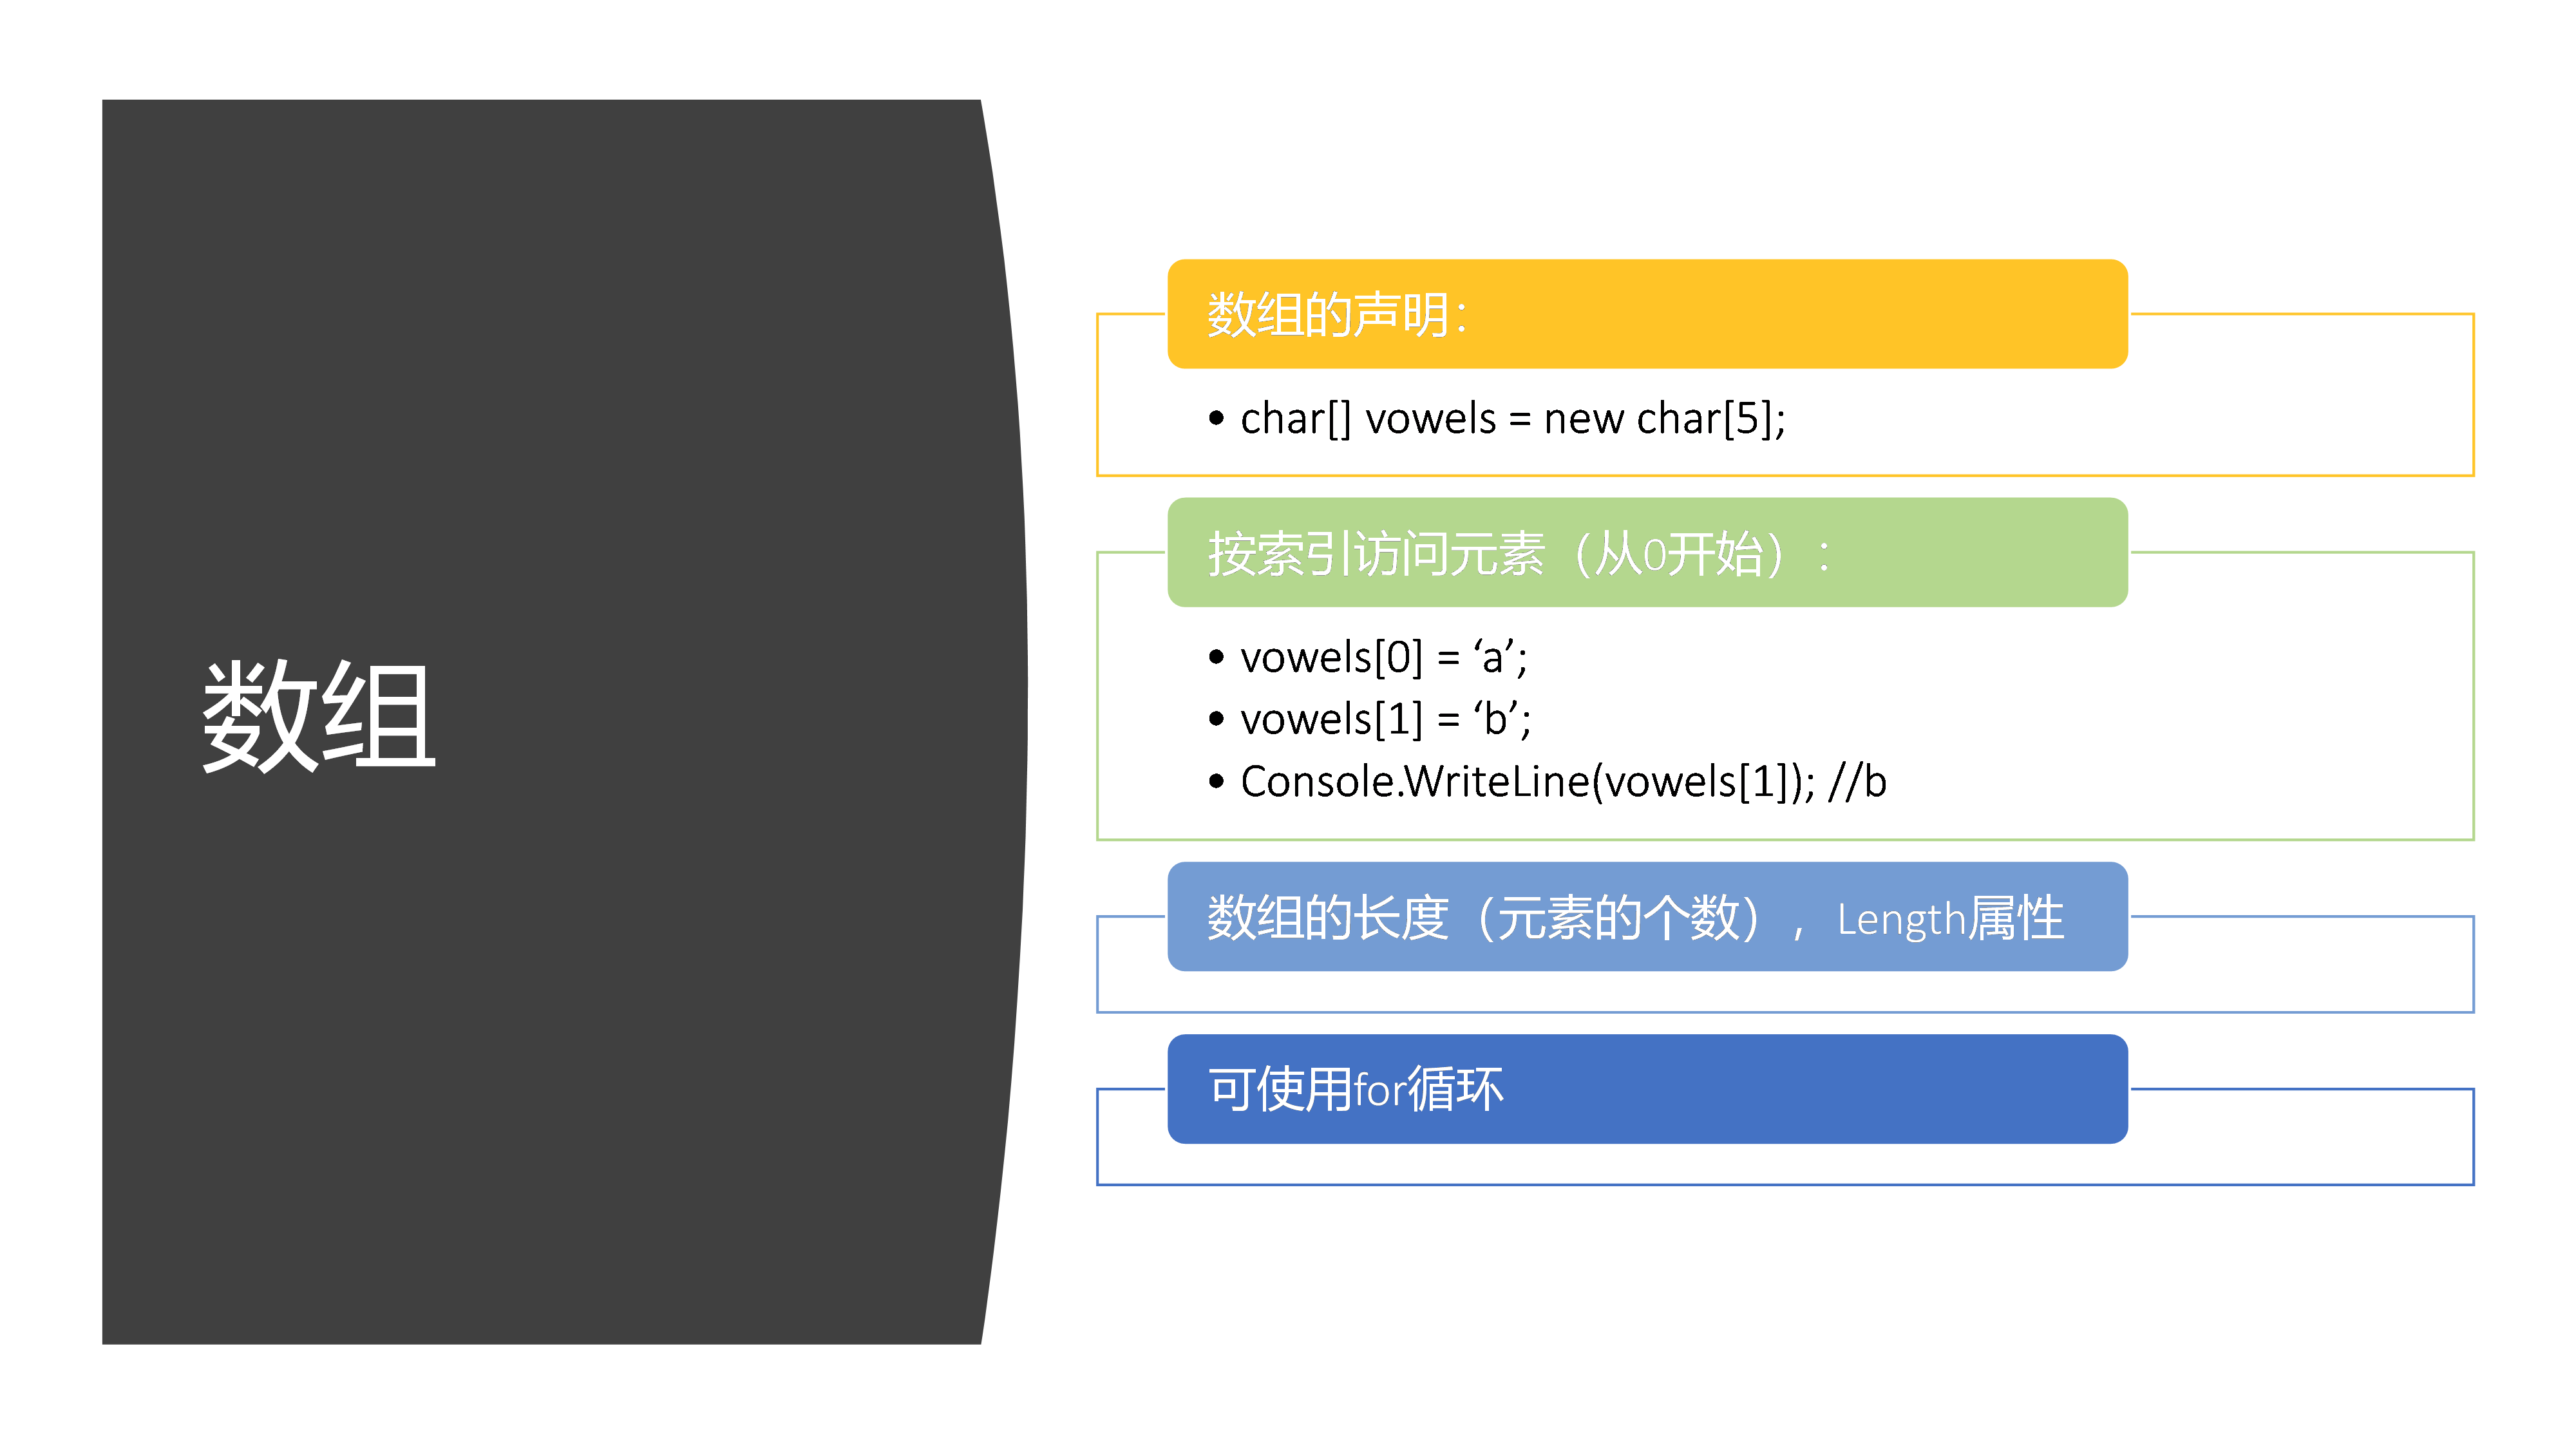 数组
数组的声明：
• char[] vowels = new char[5];
按索引访问元素（从0开始）：
• vowels[0] = ‘a’;
• vowels[1] = ‘b’;
• Console.WriteLine(vowels[1]); //b
数组的长度（元素的个数），Length属性
可使用for循环